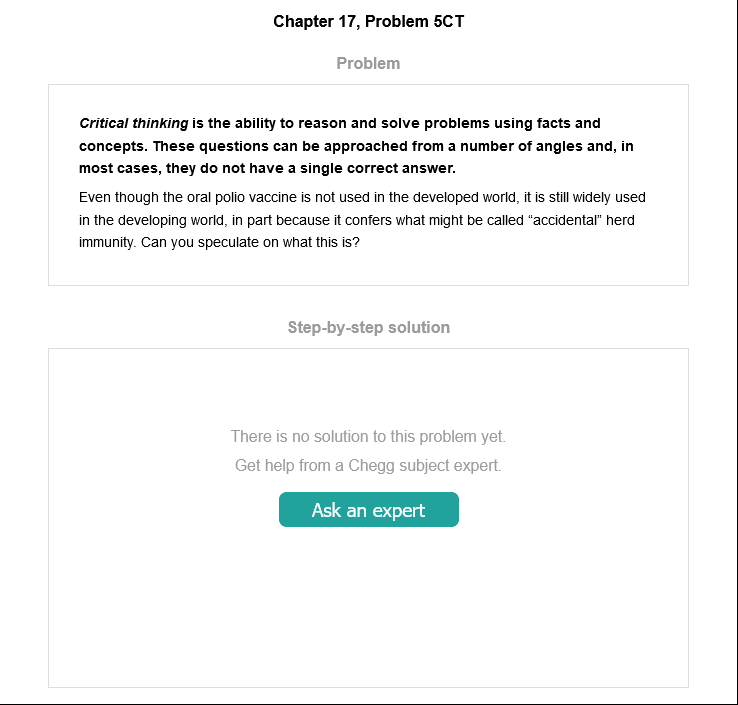 Chapter 17, Problem 5CT
Problem
Critical thinking is the ability to reason and solve problems using facts and
concepts. These questions can be approached from a number of angles and, in
most cases, they do not have a single correct answer.
Even though the oral polio vaccine is not used in the developed world, it is still widely used
in the developing world, in part because it confers what might be called “accidental” herd
immunity. Can you speculate on what this is?
Step-by-step solution
There is no solution to this problem yet.
Get help from a Chegg subject expert.
Ask an expert